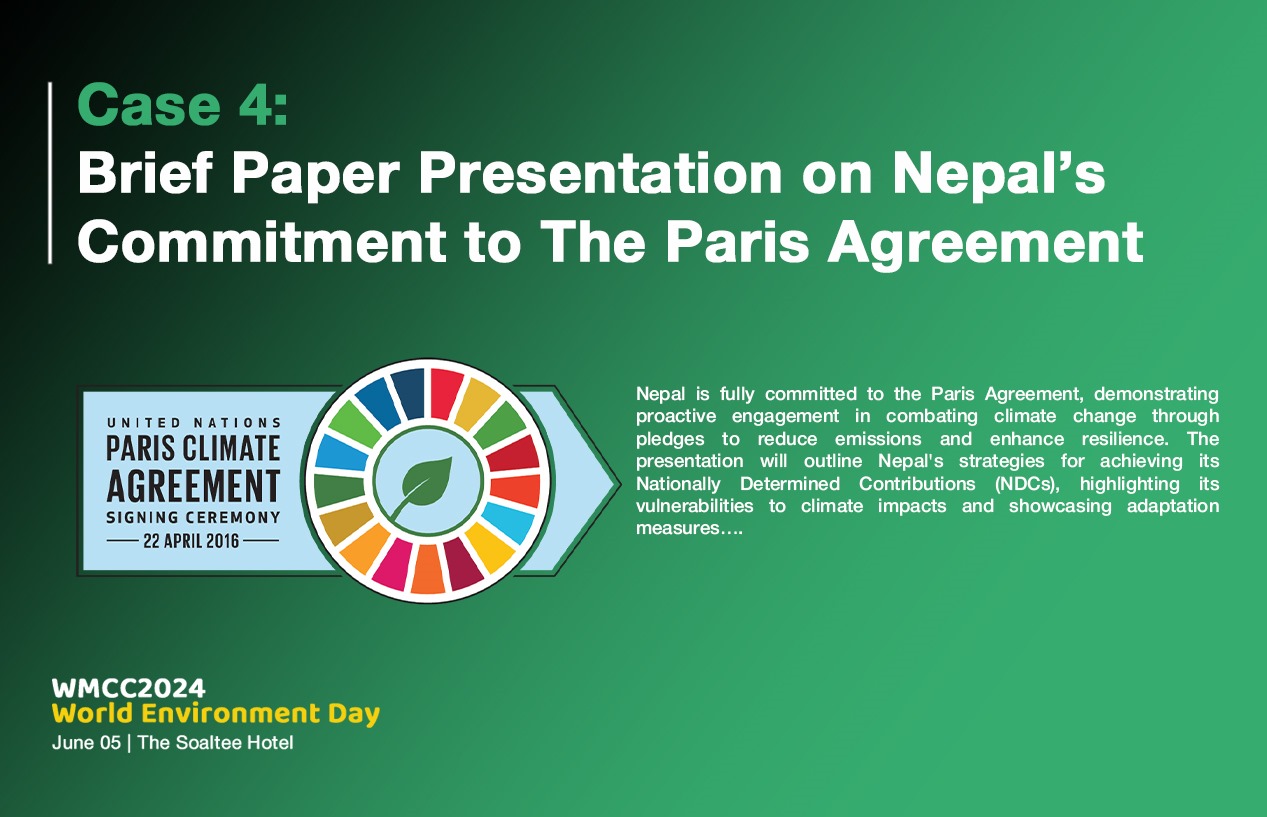 Case 4:
Brief Paper Presentation on Nepal’s
Commitment to The Paris Agreement
UNITED NATIONS
PARIS CLIMATE
AGREEMENT
SIGNING CEREMONY
22 APRIL 2016
Nepal is fully committed to the Paris Agreement, demonstrating
proactive engagement in combating climate change through
pledges to reduce emissions and enhance resilience. The
presentation will outline Nepal's strategies for achieving its
Nationally Determined Contributions (NDCs), highlighting its
vulnerabilities to climate impacts and showcasing adaptation
measures….
WMCC2024
World Environment Day
June 05 | The Soaltee Hotel